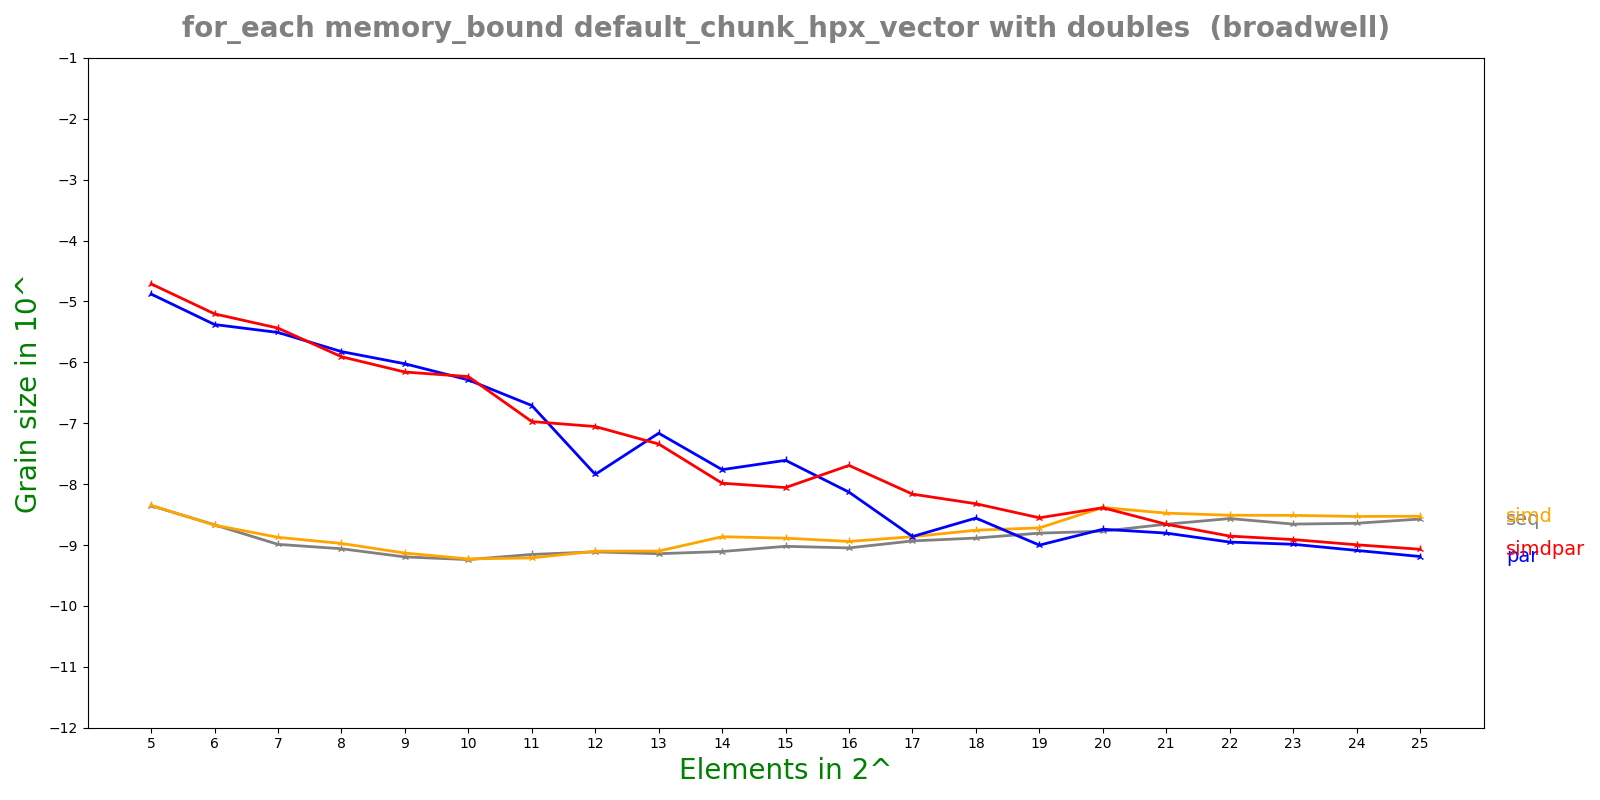 for_each memory_bound default_chunk_hpx_vector with doubles (broadwell)
−1
−2
−3
−4
−5
−6
−7
−8
−9
−10
−11
−12
Grain size in 10^
5 6 7 8 9 10 11 12 13 14 15 16 17 18 19 20 21 22 23 24 25
Elements in 2^
simd
seq
simdpar
par